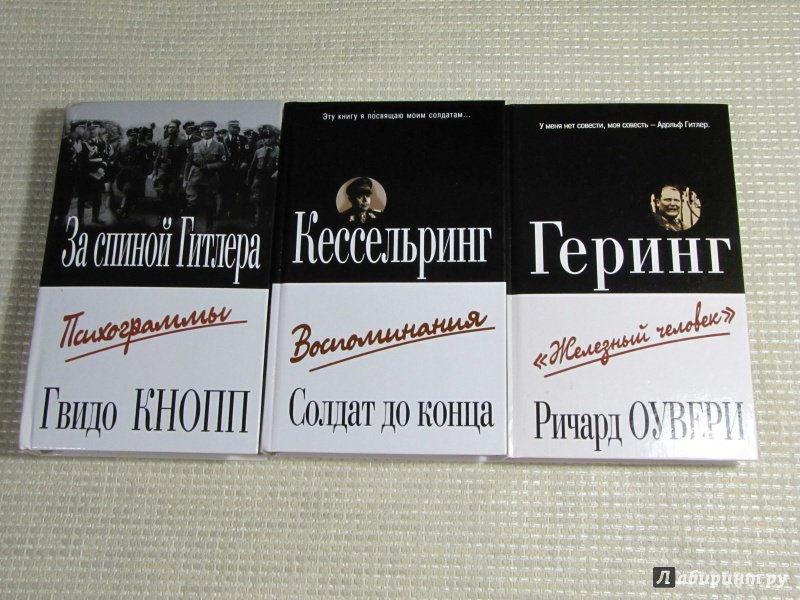 За спиной Гитлера
Психограммы
Гвидо КНОПП
Эту книгу я посвящаю моим солдатам...
Кессельринг
Воспоминания
Солдат до конца
У меня нет совести, моя совесть – Адольф Гитлер.
Геринг
«Железный человек»
Ричард ОУВЕРИ
Лабиринт.ру